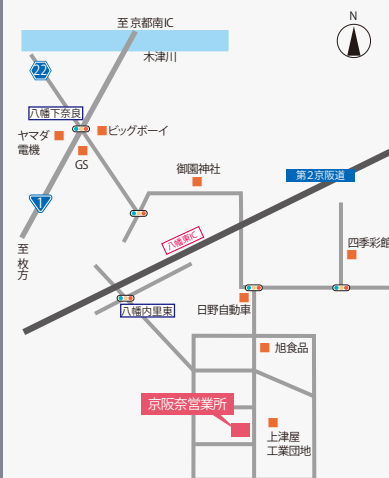 至京都南IC
N
木津川
22
八幡下奈良
ヤマダ
電機
ビッグボーイ
GS
御園神社
第2京阪道
1
八幡東IC
至
枚
方
四季彩館
八幡内里東
日野自動車
旭食品
京阪奈営業所
上津屋
工業団地